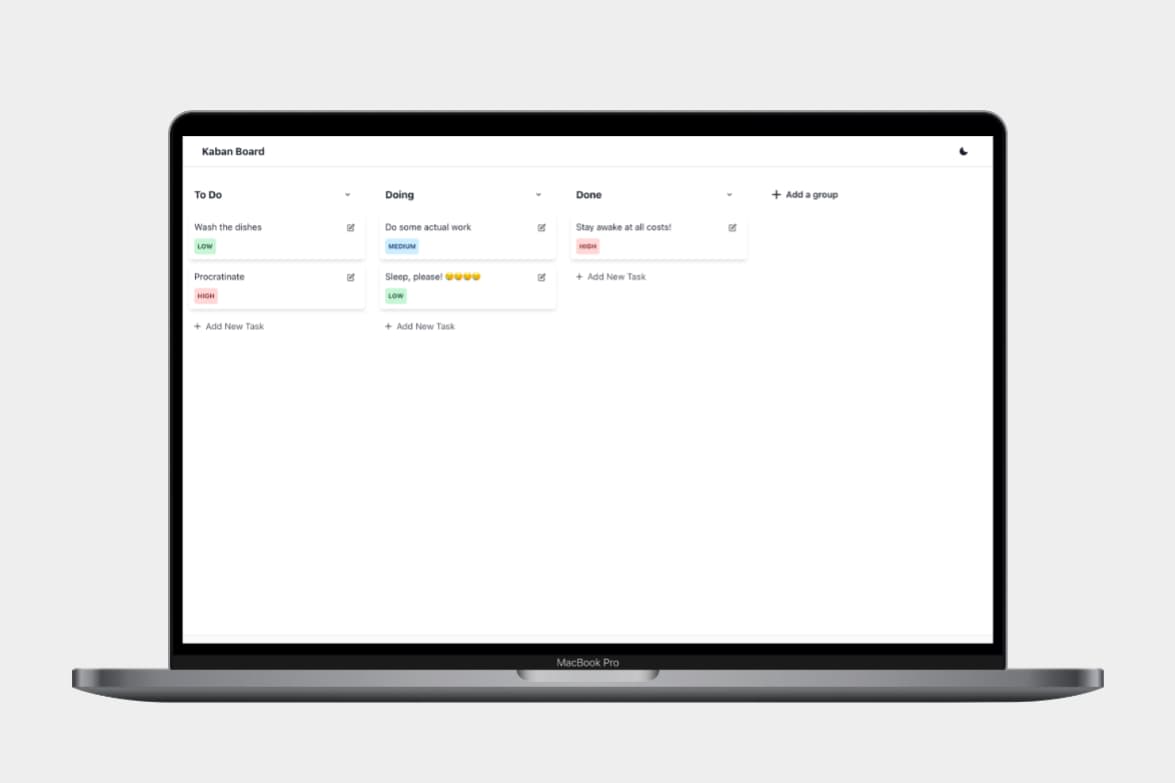 Kaban Board
To Do
Wash the dishes
LOW
Procratinate
HIGH
+ Add New Task
Doing
Do some actual work
MEDIUM
Sleep, please! 😴😴😴😴
LOW
+ Add New Task
Done
Stay awake at all costs!
HIGH
+ Add New Task
+ Add a group
MacBook Pro